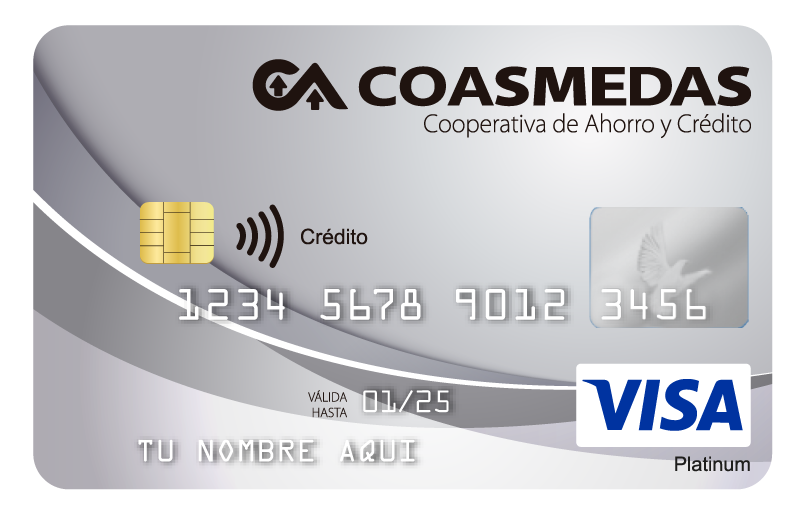 COASMEDAS
Cooperativa de Ahorro y Crédito
Crédito
1234 5678 9012 3456
VÁLIDA
HASTA 01/25
TU NOMBRE AQUI
VISA
Platinum